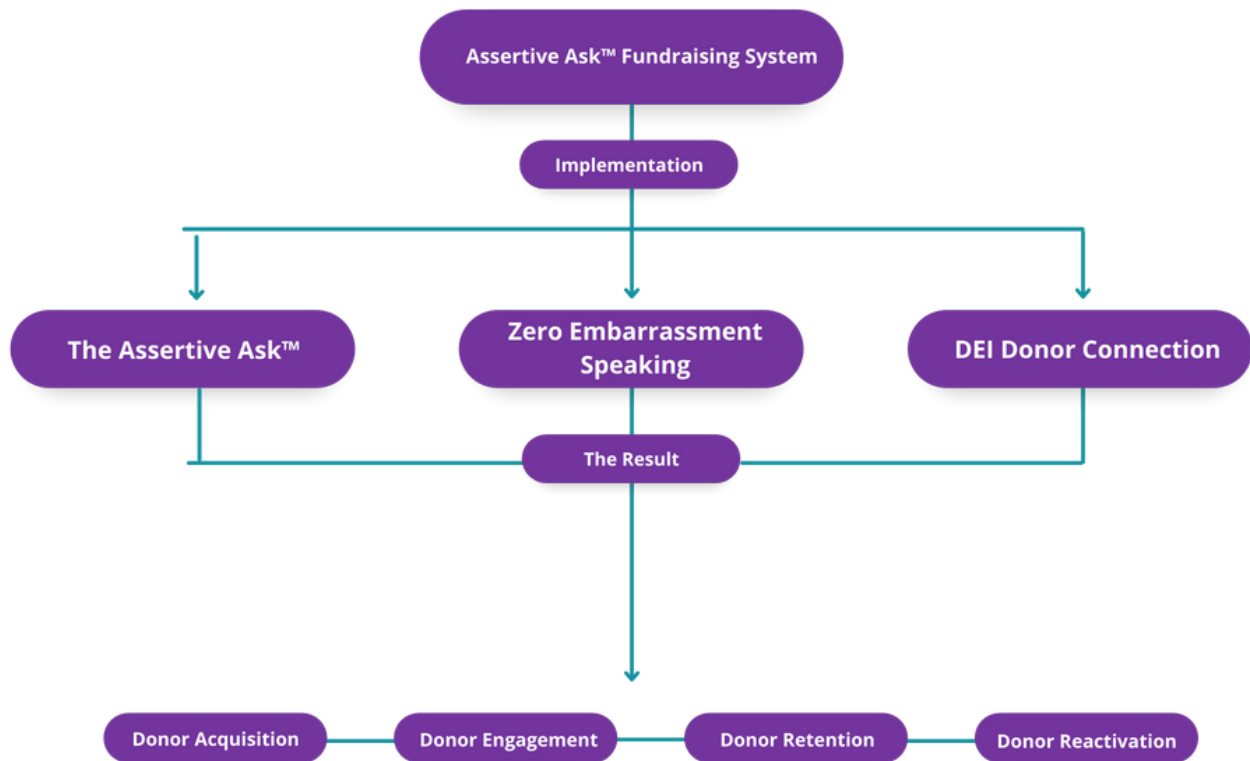 Assertive Ask™ Fundraising System
Implementation
The Assertive Ask™
Zero Embarrassment
Speaking
DEI Donor Connection
The Result
Donor Acquisition
Donor Engagement
Donor Retention
Donor Reactivation